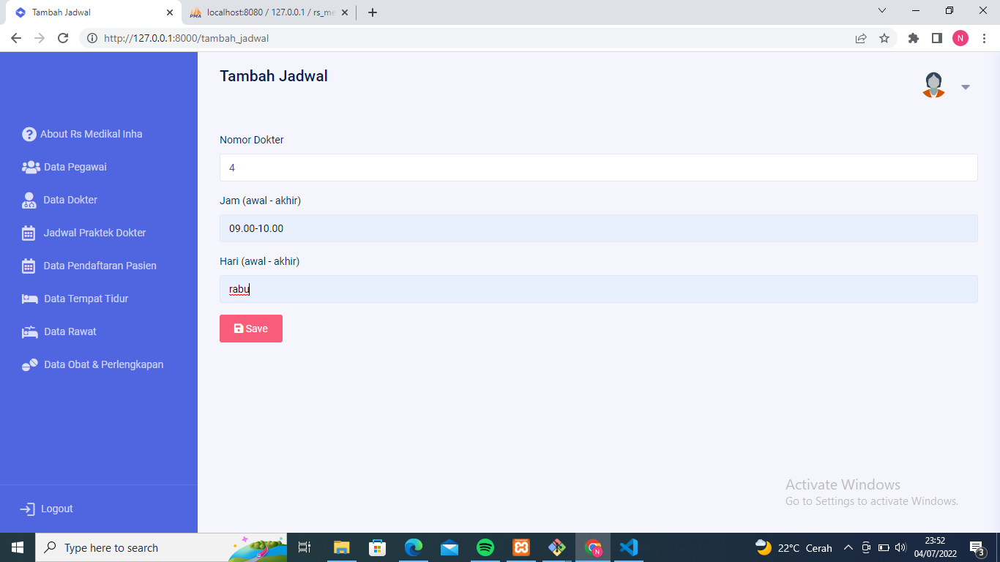 Tambah Jadwal
localhost:8080 / 127.0.0.1 / rs_me
http://127.0.0.1:8000/tambah_jadwal
N
Tambah Jadwal
About Rs Medikal Inha
Data Pegawai
Data Dokter
Jadwal Praktek Dokter
Data Pendaftaran Pasien
Data Tempat Tidur
Data Rawat
Data Obat & Perlengkapan
Logout
Nomor Dokter
4
Jam (awal - akhir)
09.00-10.00
Hari (awal - akhir)
rabu
Save
Activate Windows
Go to Settings to activate Windows.
Type here to search
N
22°C Cerah
23:52
04/07/2022
3